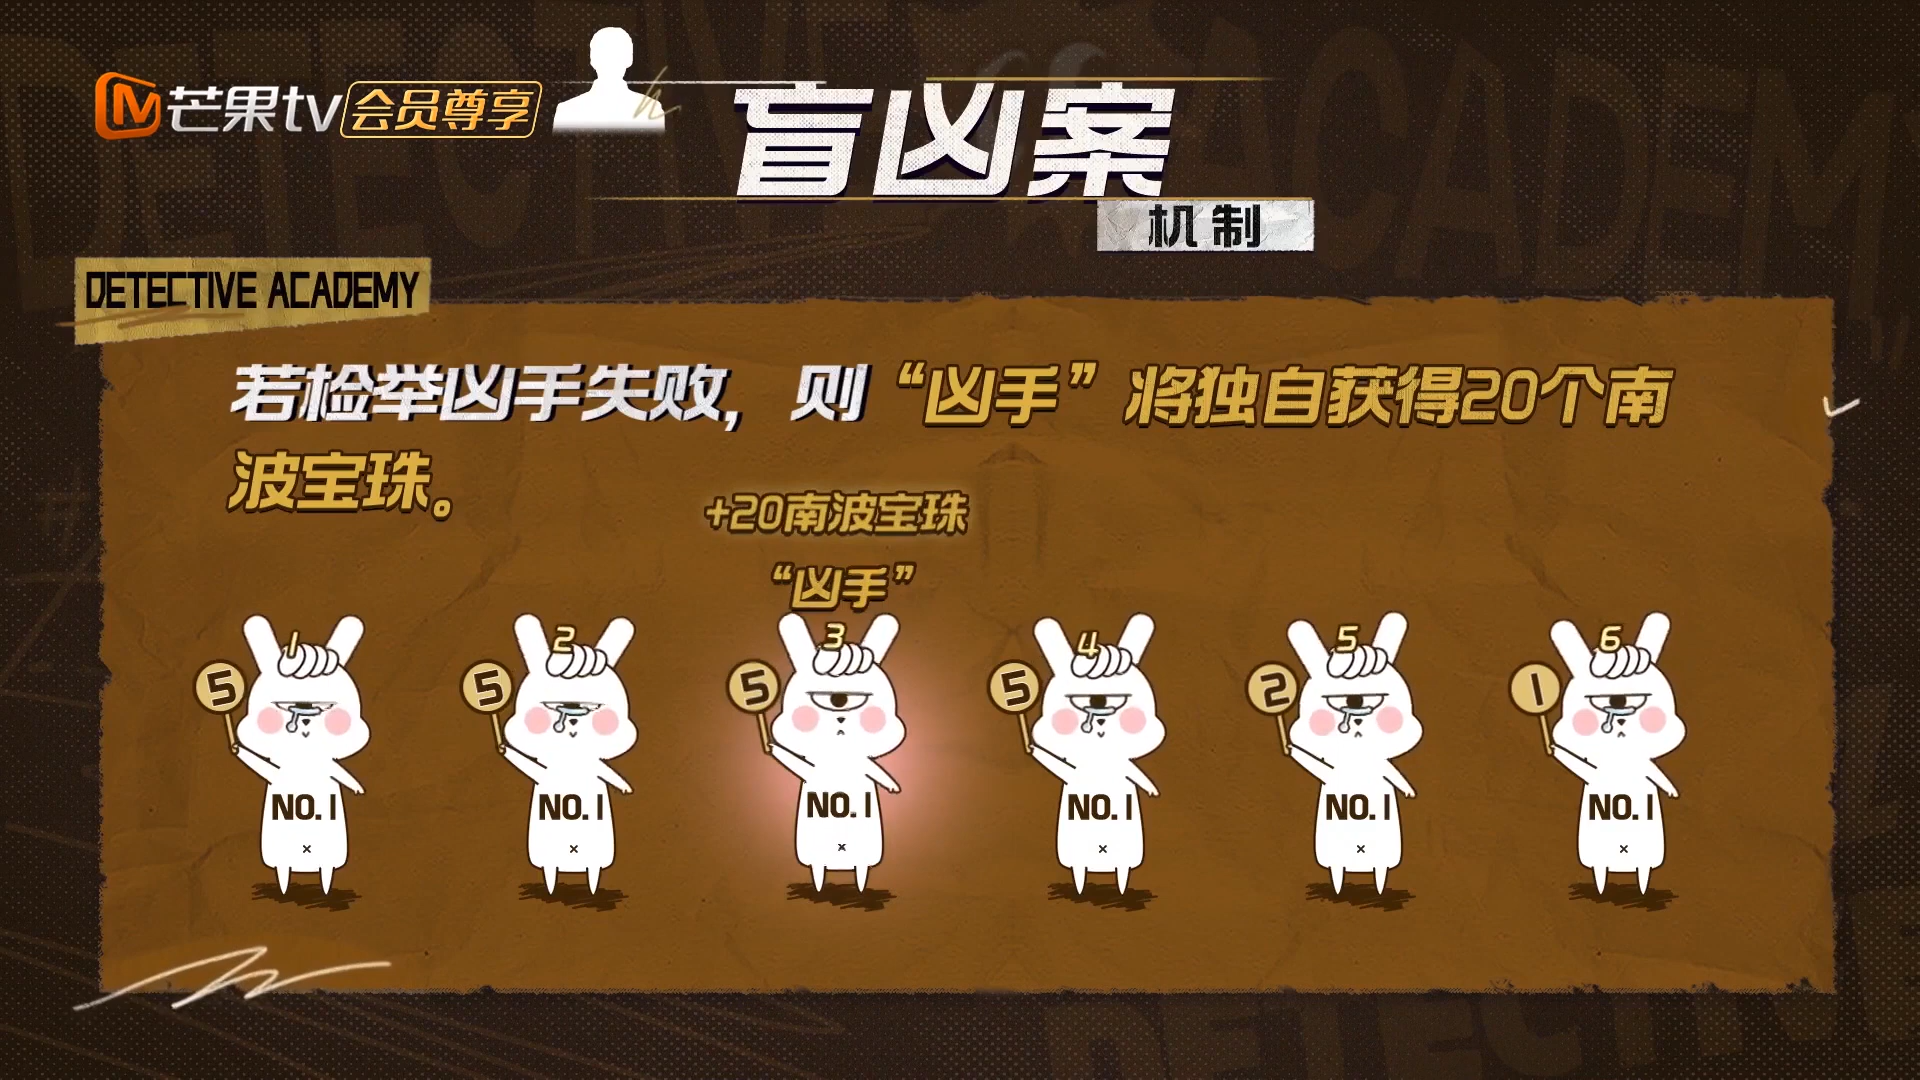 芒果tv会员尊享
盲凶案
机制
DETECTIVE ACADEMY
若检举凶手失败，则“凶手”将独自获得20个南
波宝珠。
+20南波宝珠
“凶手”
1 2 3 4 5 6
5 5 5 5 2 1
NO.1 NO.1 NO.1 NO.1 NO.1 NO.1